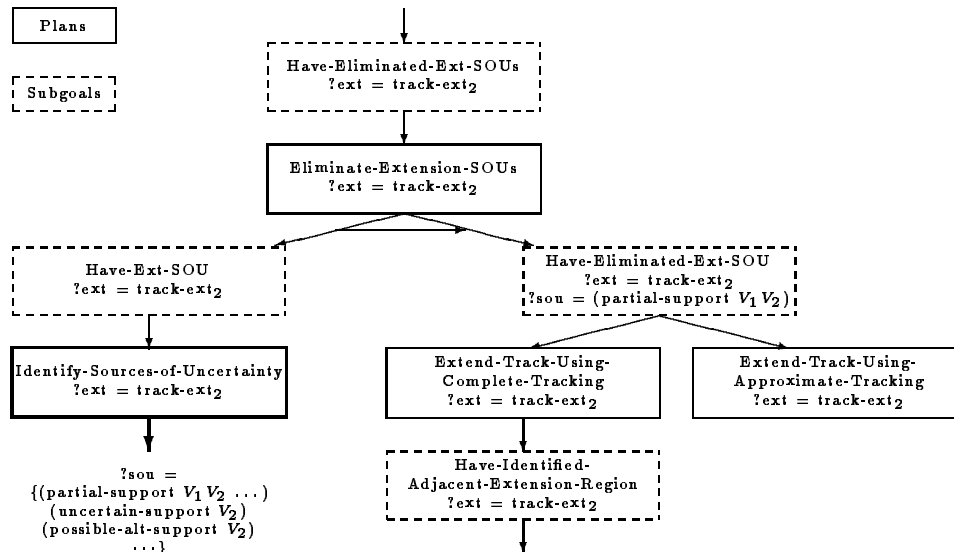 Plans
Subgoals
Have-Eliminated-Ext-SOUs
?ext = track-ext₂
Eliminate-Extension-SOUs
?ext = track-ext₂
Have-Ext-SOU
?ext = track-ext₂
Have-Eliminated-Ext-SOU
?ext = track-ext₂
?sou = (partial-support V₁ V₂)
Identify-Sources-of-Uncertainty
?ext = track-ext₂
Extend-Track-Using-
Complete-Tracking
?ext = track-ext₂
Extend-Track-Using-
Approximate-Tracking
?ext = track-ext₂
?sou =
{(partial-support V₁ V₂ ...)
(uncertain-support V₂)
(possible-alt-support V₂)
...}
Have-Identified-
Adjacent-Extension-Region
?ext = track-ext₂